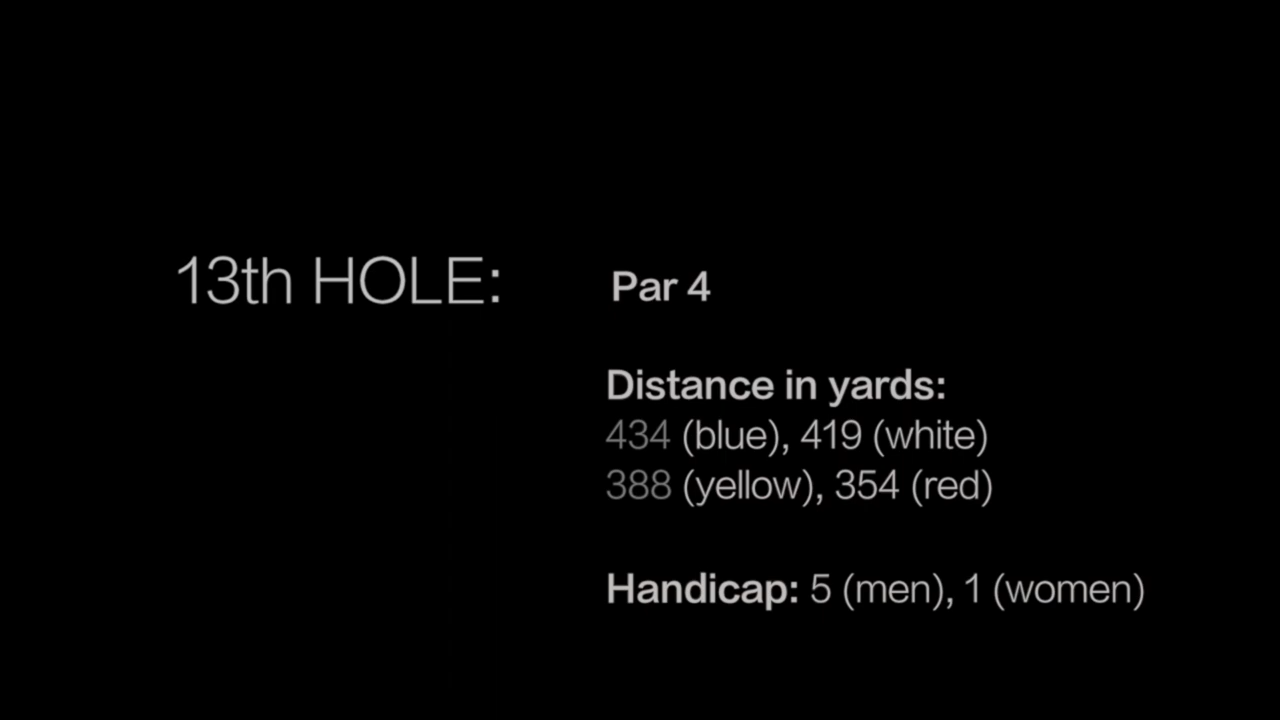 13th HOLE: Par 4
Distance in yards:
434 (blue), 419 (white)
388 (yellow), 354 (red)
Handicap: 5 (men), 1 (women)